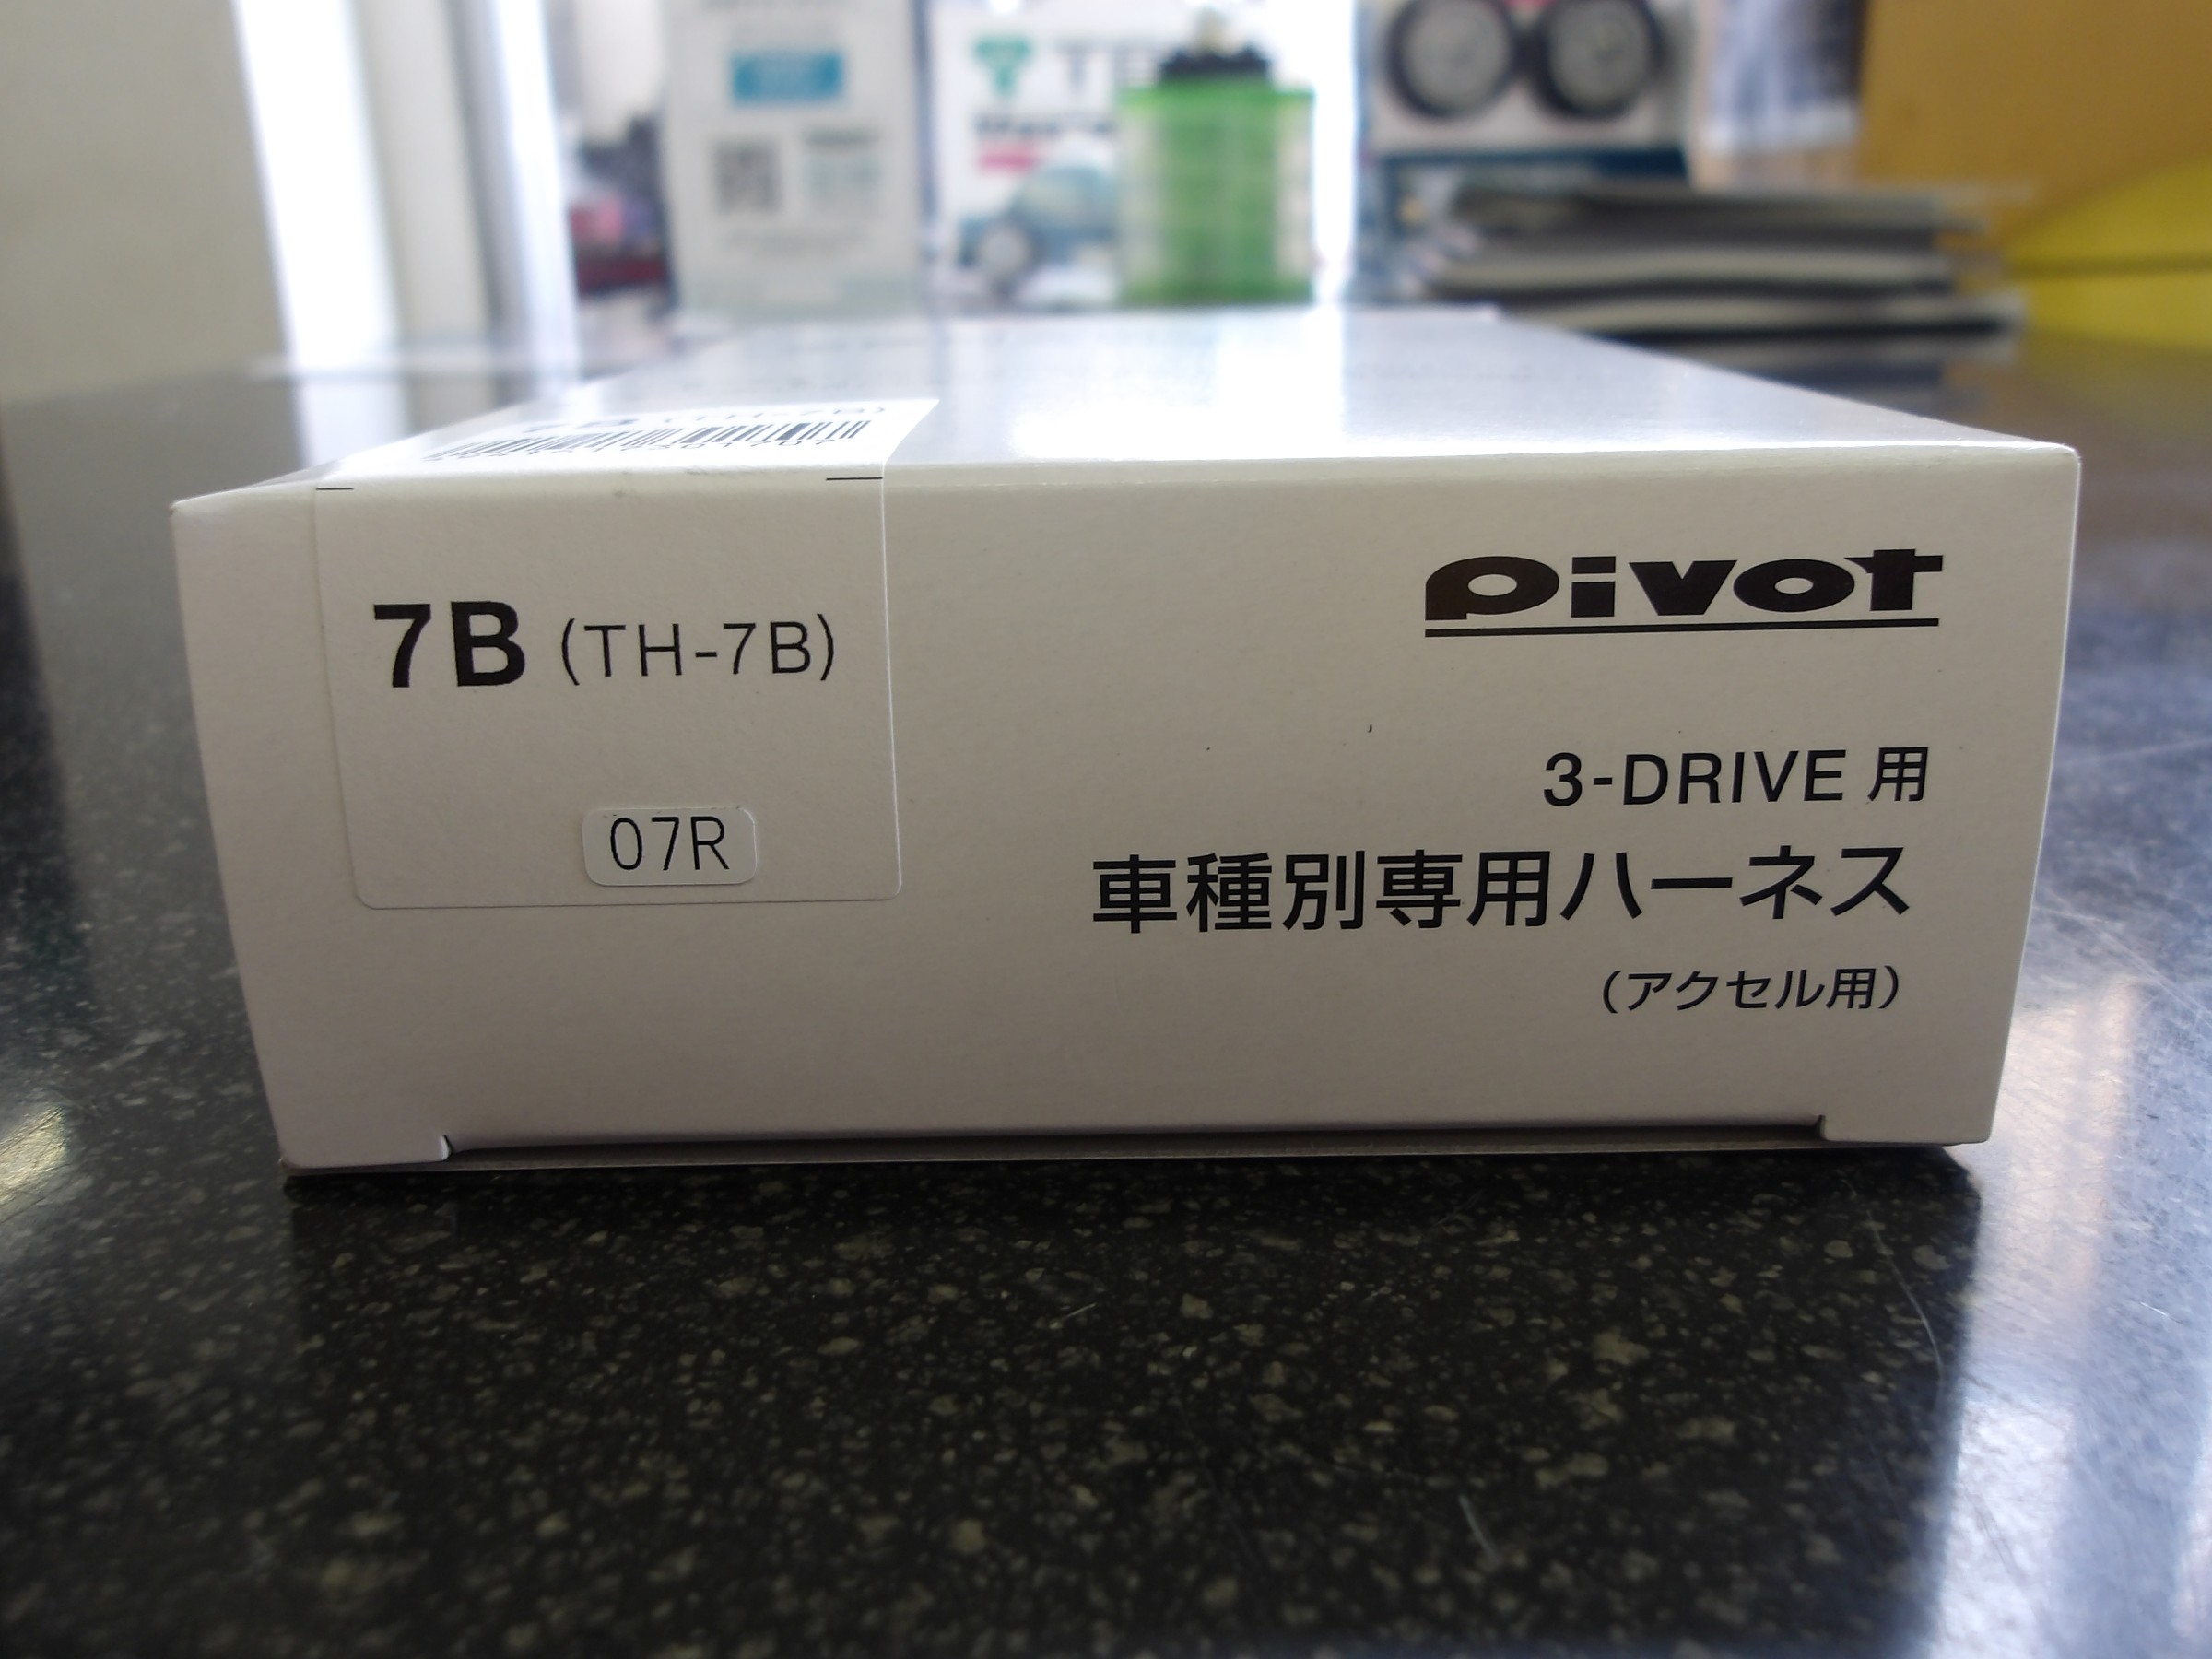 7B (TH-7B)
07R
pivot
3-DRIVE 用
車種別専用ハーネス
(アクセル用)